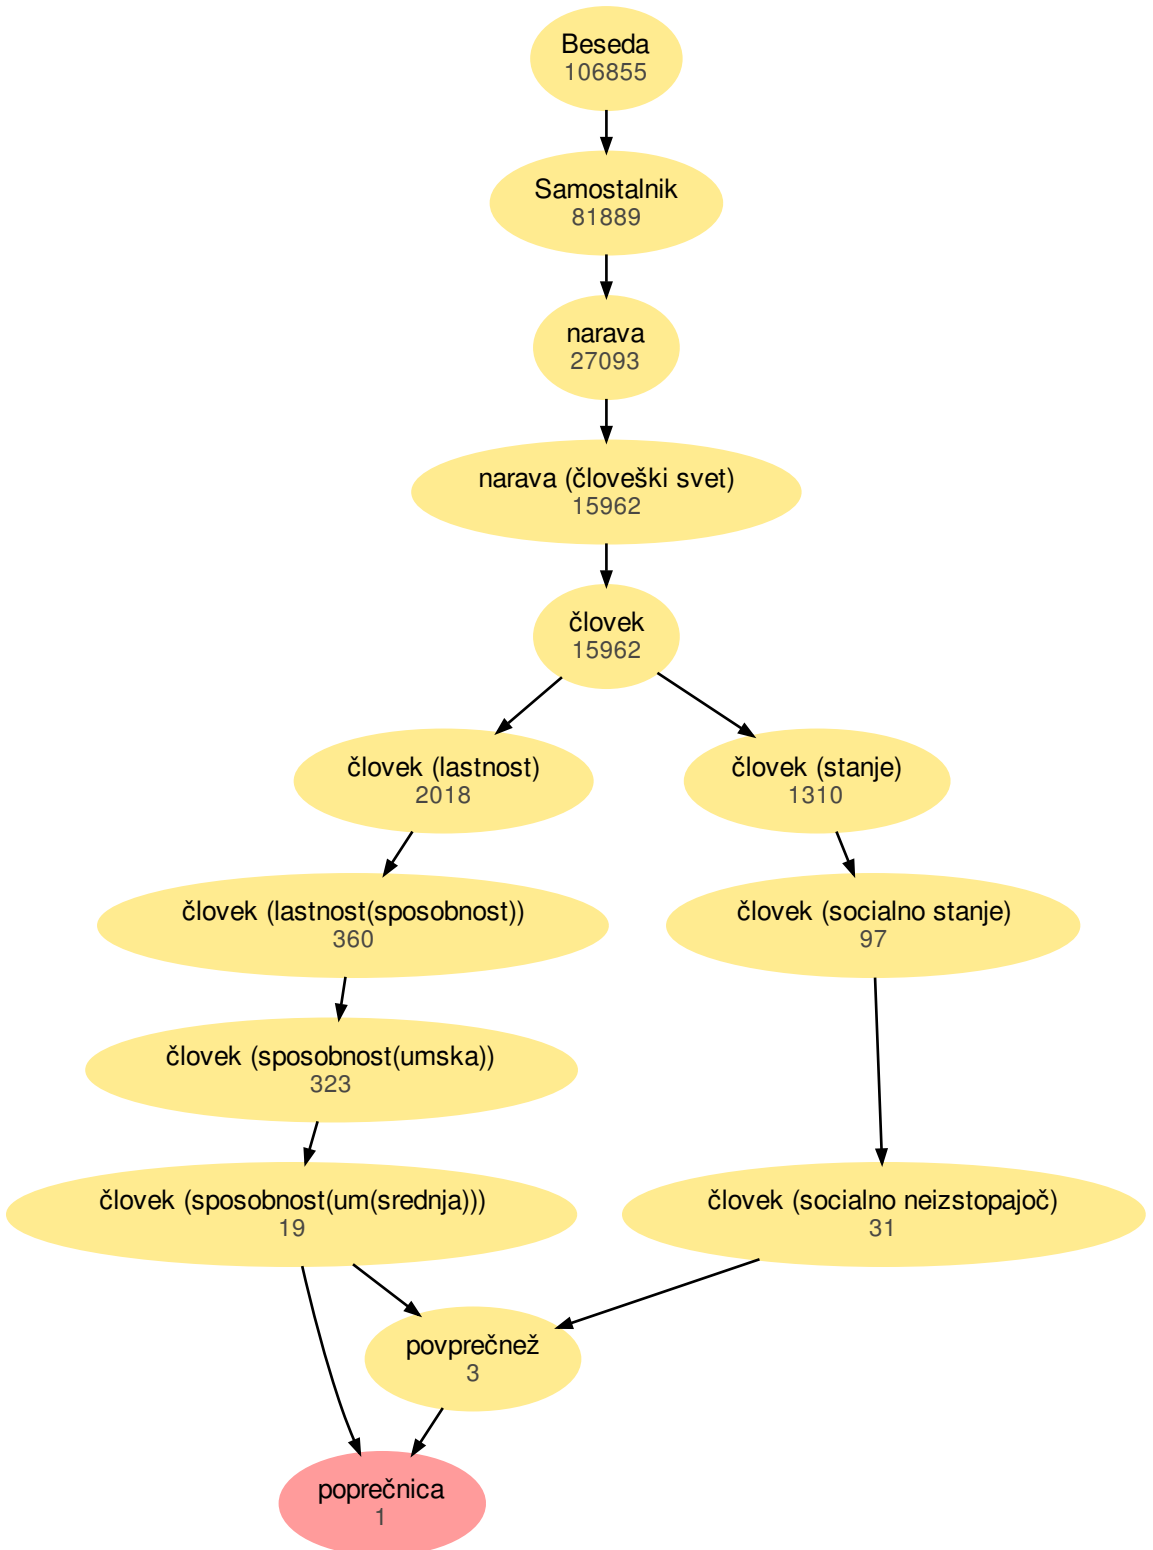 Beseda
106855
Samostalnik
81889
narava
27093
narava (človeški svet)
15962
človek
15962
človek (lastnost)
2018
človek (stanje)
1310
človek (lastnost(sposobnost))
360
človek (socialno stanje)
97
človek (sposobnost(umska))
323
človek (sposobnost(um(srednja)))
19
človek (socialno neizstopajoč)
31
povprečnež
3
poprečnica
1